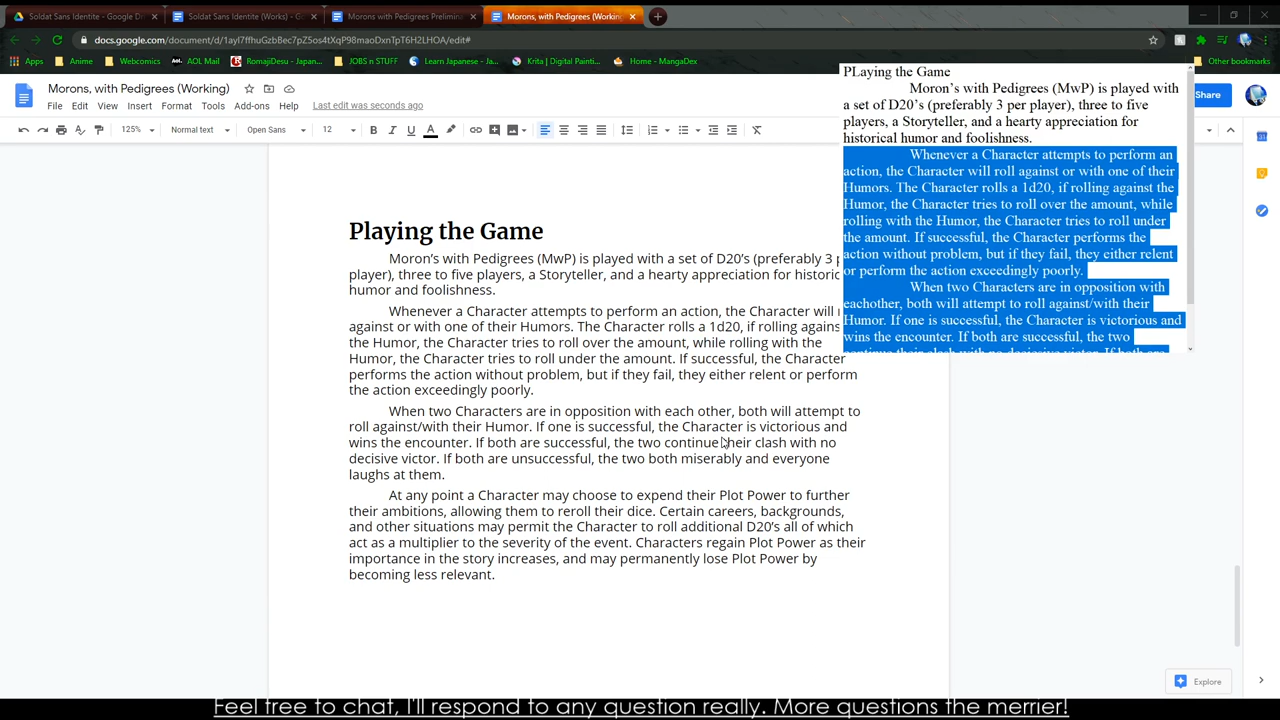 Soldat Sans Identite - Google Dr
Soldat Sans Identite (Works) - Go
Morons with Pedigrees Prelimina
Morons, with Pedigrees (Working
docs.google.com/document/d/1ayI7ffhuGzbBec7pZ5os4tXqP98maoDxnTpT6H2LHOA/edit#
Apps
Anime
Webcomics
AOL Mail
RomajiDesu - Japan...
JOBS n STUFF
Learn Japanese - Ja...
Krita | Digital Painti...
Home - MangaDex
Other bookmarks
Morons, with Pedigrees (Working)
File Edit View Insert Format Tools Add-ons Help Last edit was seconds ago
Share
125% Normal text Open Sans 12 B I U A
Playing the Game
Moron's with Pedigrees (MwP) is played with a set of D20's (preferably 3 p
player), three to five players, a Storyteller, and a hearty appreciation for historic
humor and foolishness.
Whenever a Character attempts to perform an action, the Character will r
against or with one of their Humors. The Character rolls a 1d20, if rolling agains
the Humor, the Character tries to roll over the amount, while rolling with the
Humor, the Character tries to roll under the amount. If successful, the Character
performs the action without problem, but if they fail, they either relent or perform
the action exceedingly poorly.
When two Characters are in opposition with each other, both will attempt to
roll against/with their Humor. If one is successful, the Character is victorious and
wins the encounter. If both are successful, the two continue their clash with no
decisive victor. If both are unsuccessful, the two both miserably and everyone
laughs at them.
At any point a Character may choose to expend their Plot Power to further
their ambitions, allowing them to reroll their dice. Certain careers, backgrounds,
and other situations may permit the Character to roll additional D20's all of which
act as a multiplier to the severity of the event. Characters regain Plot Power as their
importance in the story increases, and may permanently lose Plot Power by
becoming less relevant.
PLaying the Game
Moron's with Pedigrees (MwP) is played with
a set of D20's (preferably 3 per player), three to five
players, a Storyteller, and a hearty appreciation for
historical humor and foolishness.
Whenever a Character attempts to perform an
action, the Character will roll against or with one of their
Humors. The Character rolls a 1d20, if rolling against the
Humor, the Character tries to roll over the amount, while
rolling with the Humor, the Character tries to roll under
the amount. If successful, the Character performs the
action without problem, but if they fail, they either relent
or perform the action exceedingly poorly.
When two Characters are in opposition with
eachother, both will attempt to roll against/with their
Humor. If one is successful, the Character is victorious and
wins the encounter. If both are successful, the two
continue their clash with no decisive victor. If both are
Explore
Feel free to chat, I'll respond to any question really. More questions the merrier!